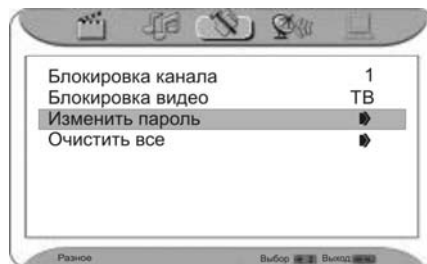 Блокировка канала 1
Блокировка видео ТВ
Изменить пароль
Очистить все
Разное Выбор Выход